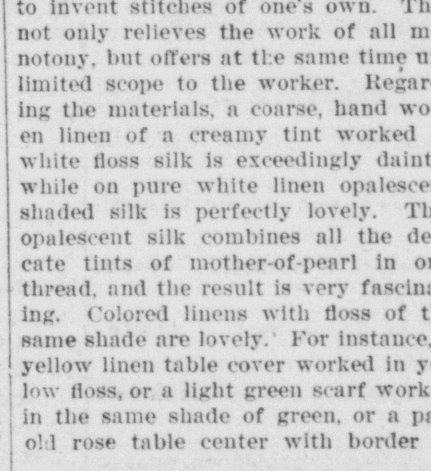 to invent stitches of one's own. Th
not only relieves the work of all m
notony, but offers at the same time u
limited scope to the worker. Regar
ing the materials, a coarse, hand wo
en linen of a creamy tint worked
white floss silk is exceedingly daint
while on pure white linen opalesce
shaded silk is perfectly lovely. Th
opalescent silk combines all the de
cate tints of mother-of-pearl in o
thread, and the result is very fascina
ing. Colored linens with floss of t
same shade are lovely. For instance,
yellow linen table cover worked in y
low floss, or a light green scarf work
in the same shade of green, or a pa
old rose table center with border